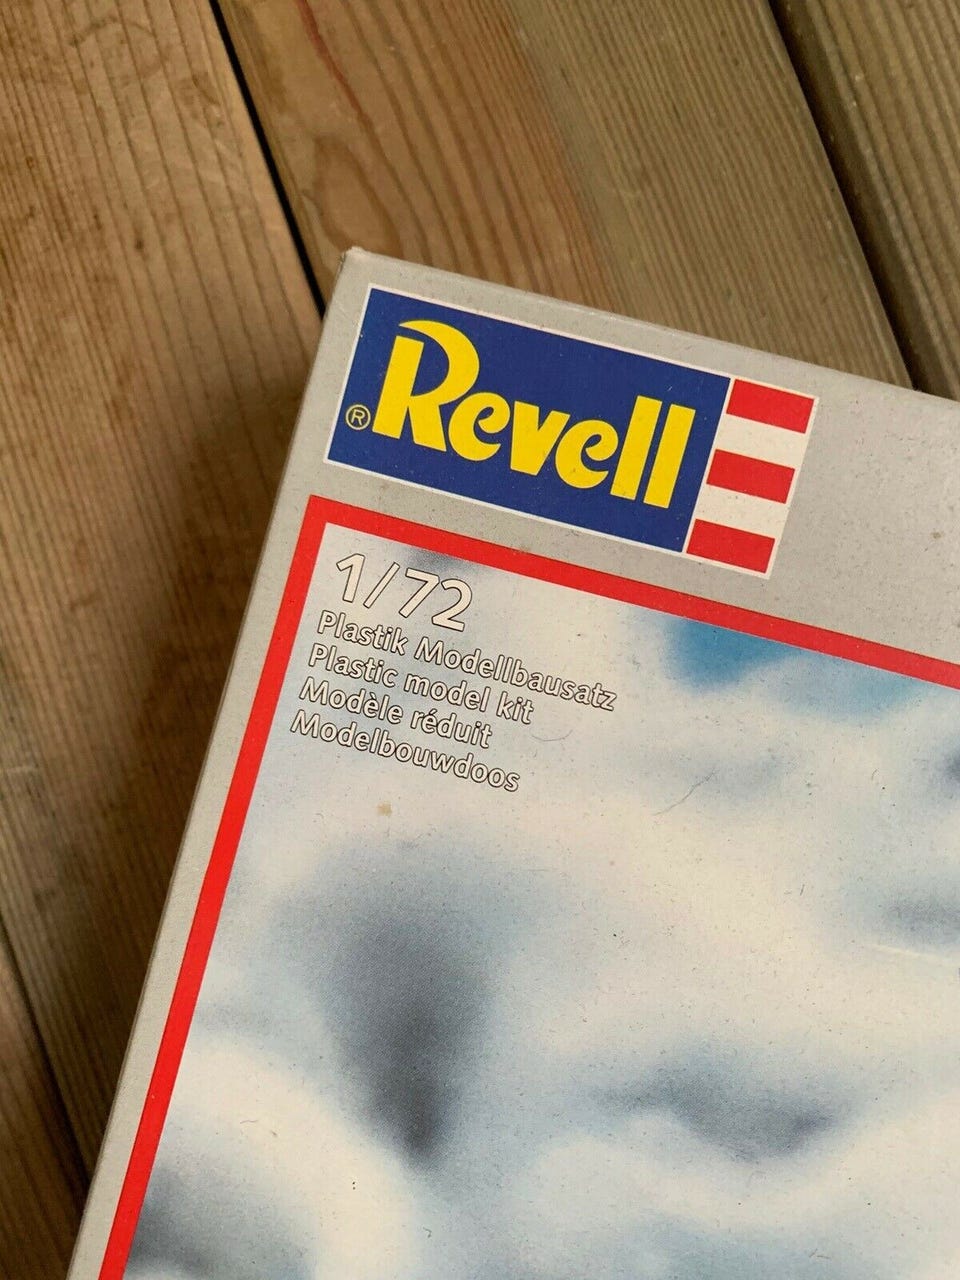 Revell
®
1/72
Plastik Modellbausatz
Plastic model kit
Modèle réduit
Modelbouwdoos